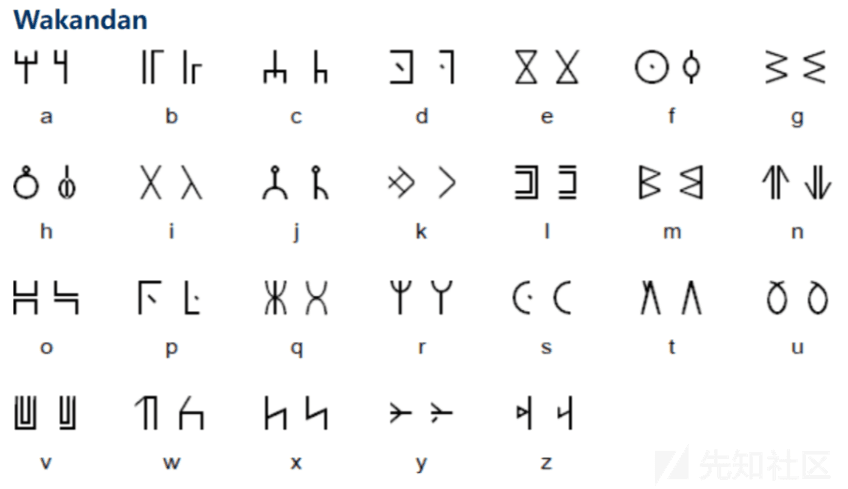 Wakandan
a b c d e f g
h i j k l m n
o p q r s t u
v w x y z
先知社区